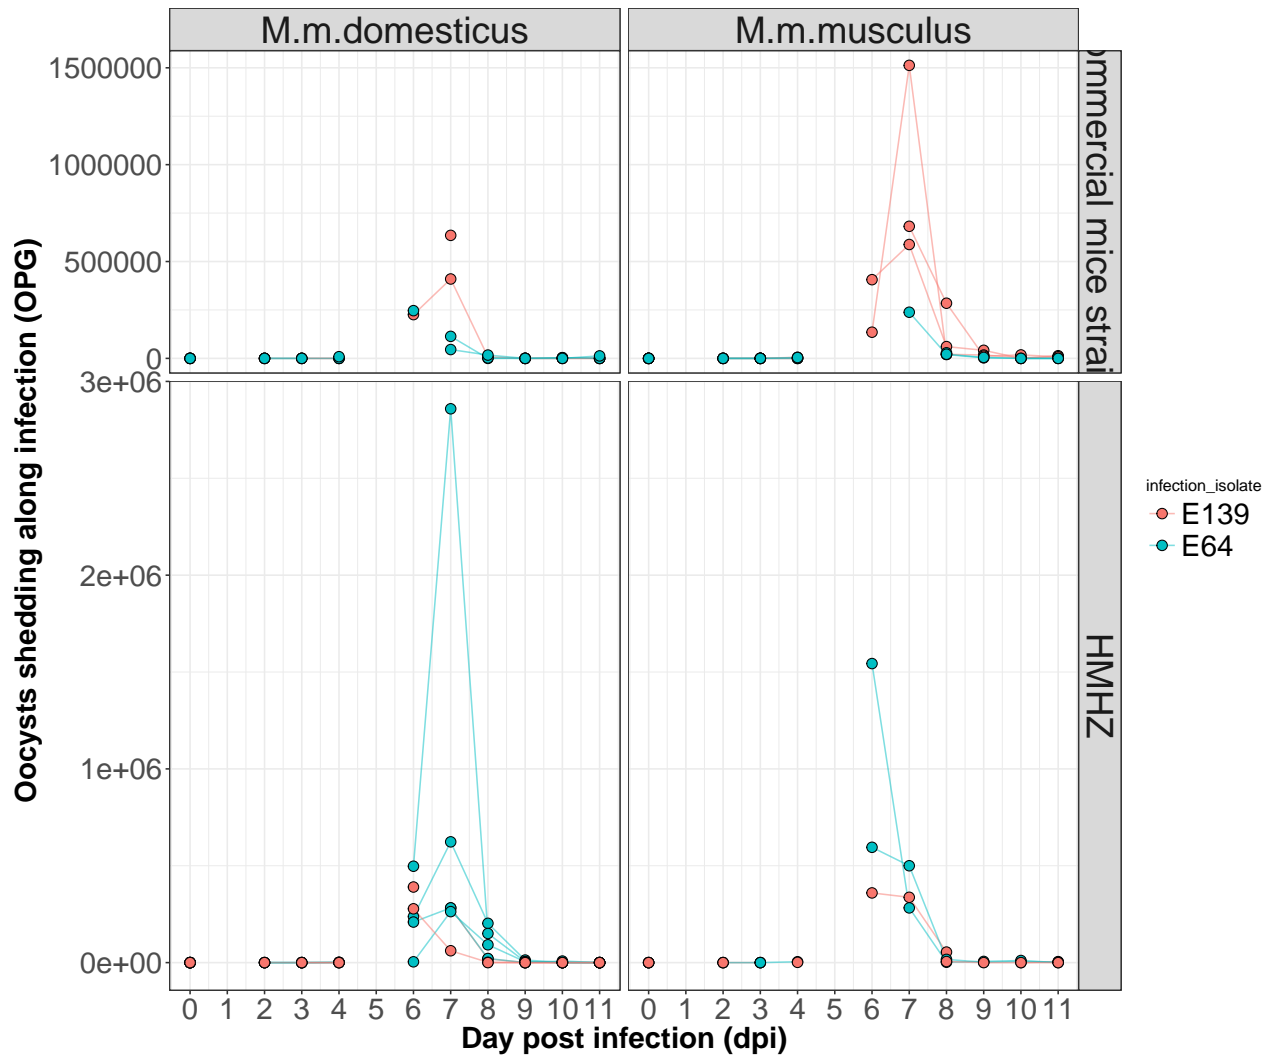 M.m.domesticus
M.m.musculus
1500000
1000000
500000
0
mmercial mice strai
3e+06
2e+06
1e+06
0e+00
HMHZ
Oocysts shedding along infection (OPG)
0 1 2 3 4 5 6 7 8 9 10 11
0 1 2 3 4 5 6 7 8 9 10 11
Day post infection (dpi)
infection_isolate
E139
E64